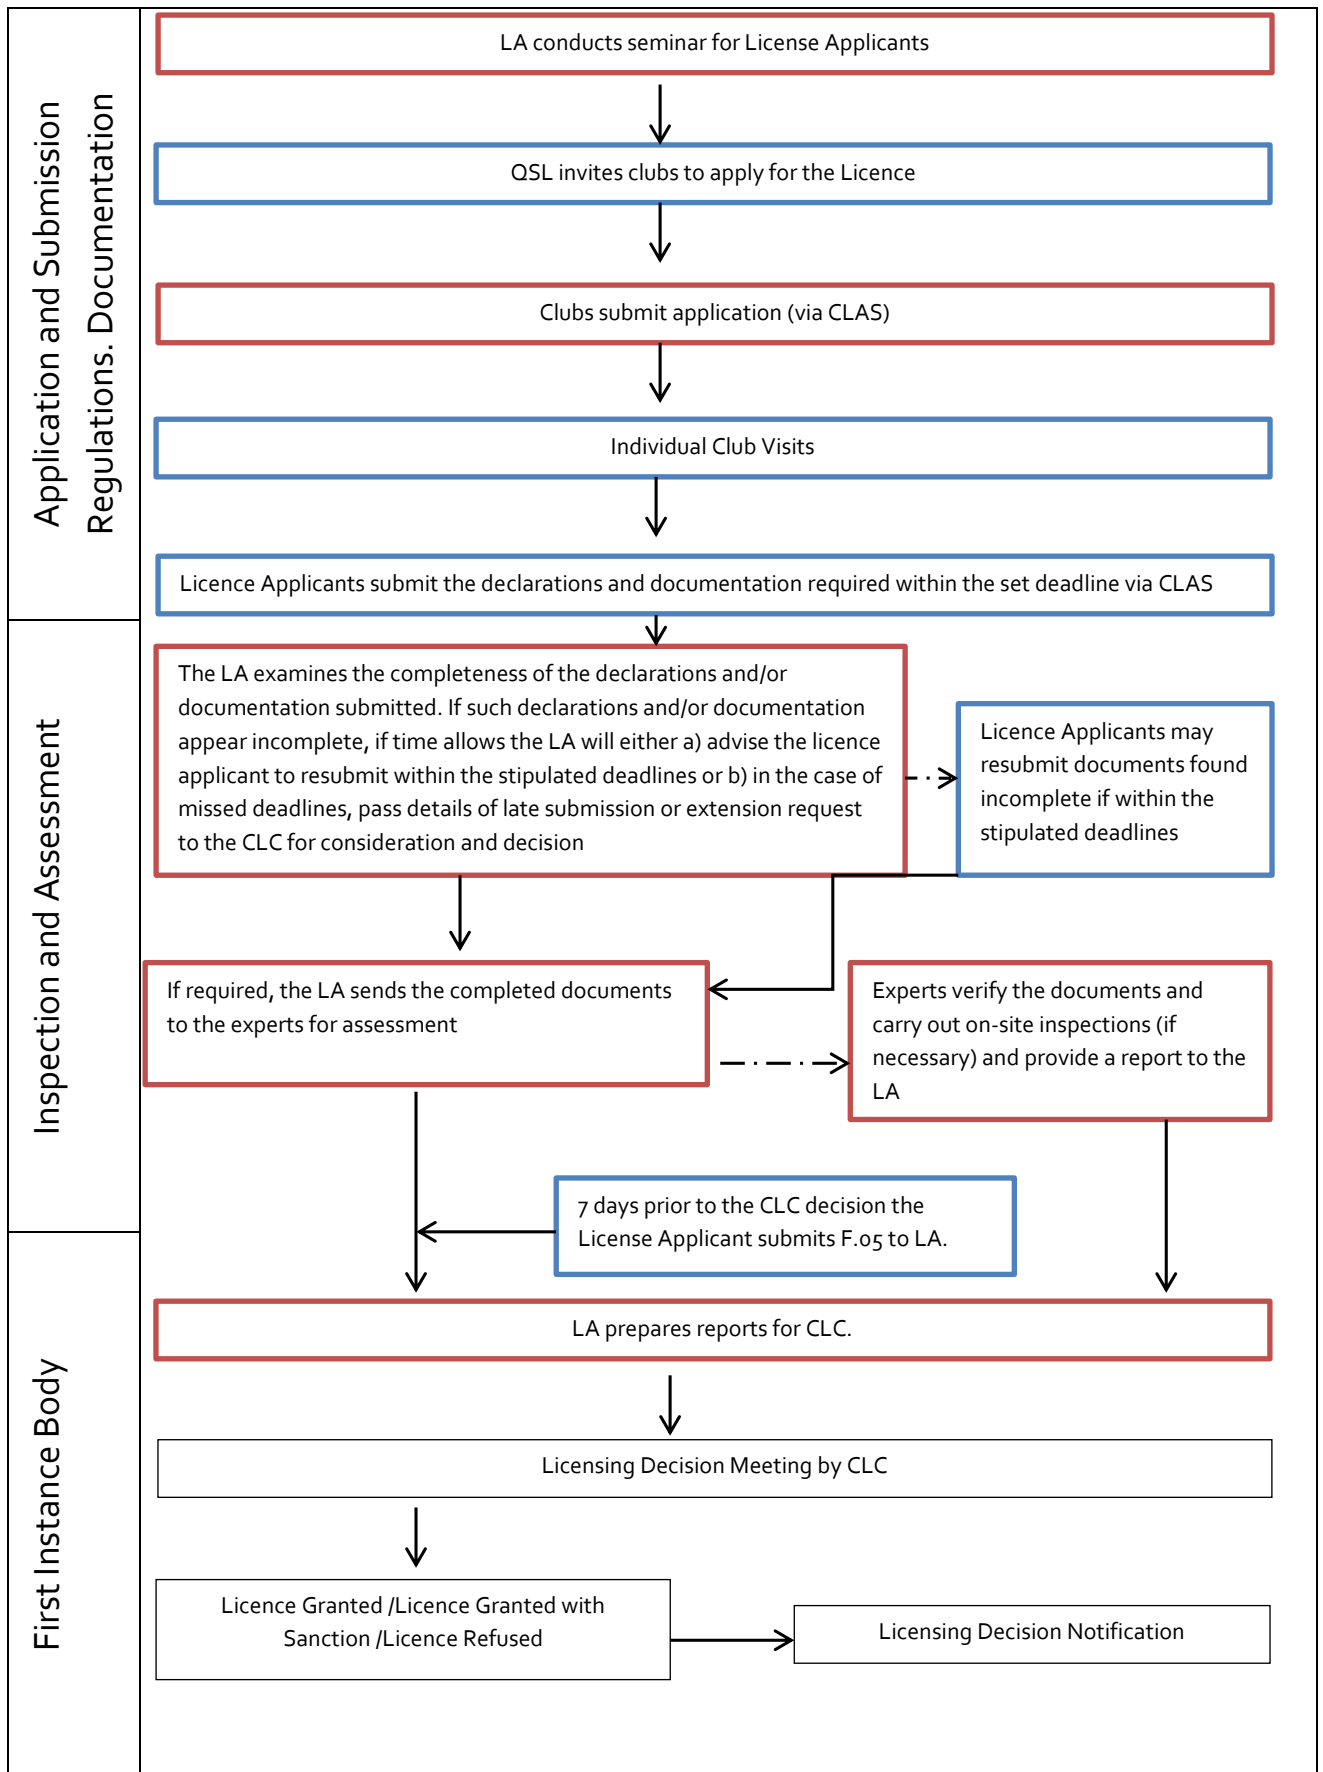 Application and Submission
Regulations. Documentation
LA conducts seminar for License Applicants
QSL invites clubs to apply for the Licence
Clubs submit application (via CLAS)
Individual Club Visits
Licence Applicants submit the declarations and documentation required within the set deadline via CLAS
Inspection and Assessment
The LA examines the completeness of the declarations and/or
documentation submitted. If such declarations and/or documentation
appear incomplete, if time allows the LA will either a) advise the licence
applicant to resubmit within the stipulated deadlines or b) in the case of
missed deadlines, pass details of late submission or extension request
to the CLC for consideration and decision
Licence Applicants may
resubmit documents found
incomplete if within the
stipulated deadlines
If required, the LA sends the completed documents
to the experts for assessment
Experts verify the documents and
carry out on-site inspections (if
necessary) and provide a report to the
LA
7 days prior to the CLC decision the
License Applicant submits F.05 to LA.
First Instance Body
LA prepares reports for CLC.
Licensing Decision Meeting by CLC
Licence Granted /Licence Granted with
Sanction /Licence Refused
Licensing Decision Notification